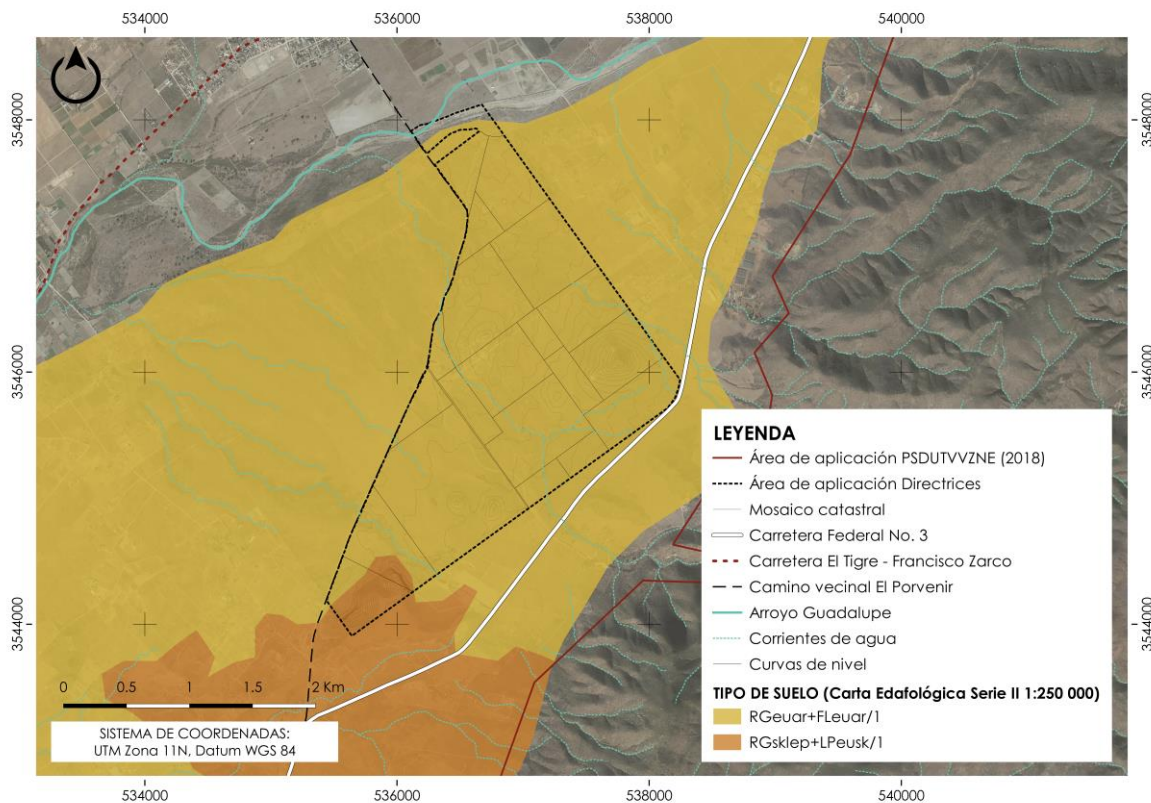 534000 536000 538000 540000
3548000 3548000
3546000 3546000
3544000 3544000
LEYENDA
Área de aplicación PSDUTVVZNE (2018)
Área de aplicación Directrices
Mosaico catastral
Carretera Federal No. 3
Carretera El Tigre - Francisco Zarco
Camino vecinal El Porvenir
Arroyo Guadalupe
Corrientes de agua
Curvas de nivel
TIPO DE SUELO (Carta Edafológica Serie II 1:250 000)
RGeuar+FLeuar/1
RGsklep+LPeusk/1
0 0.5 1 1.5 2 Km
SISTEMA DE COORDENADAS:
UTM Zona 11N, Datum WGS 84
534000 536000 538000 540000